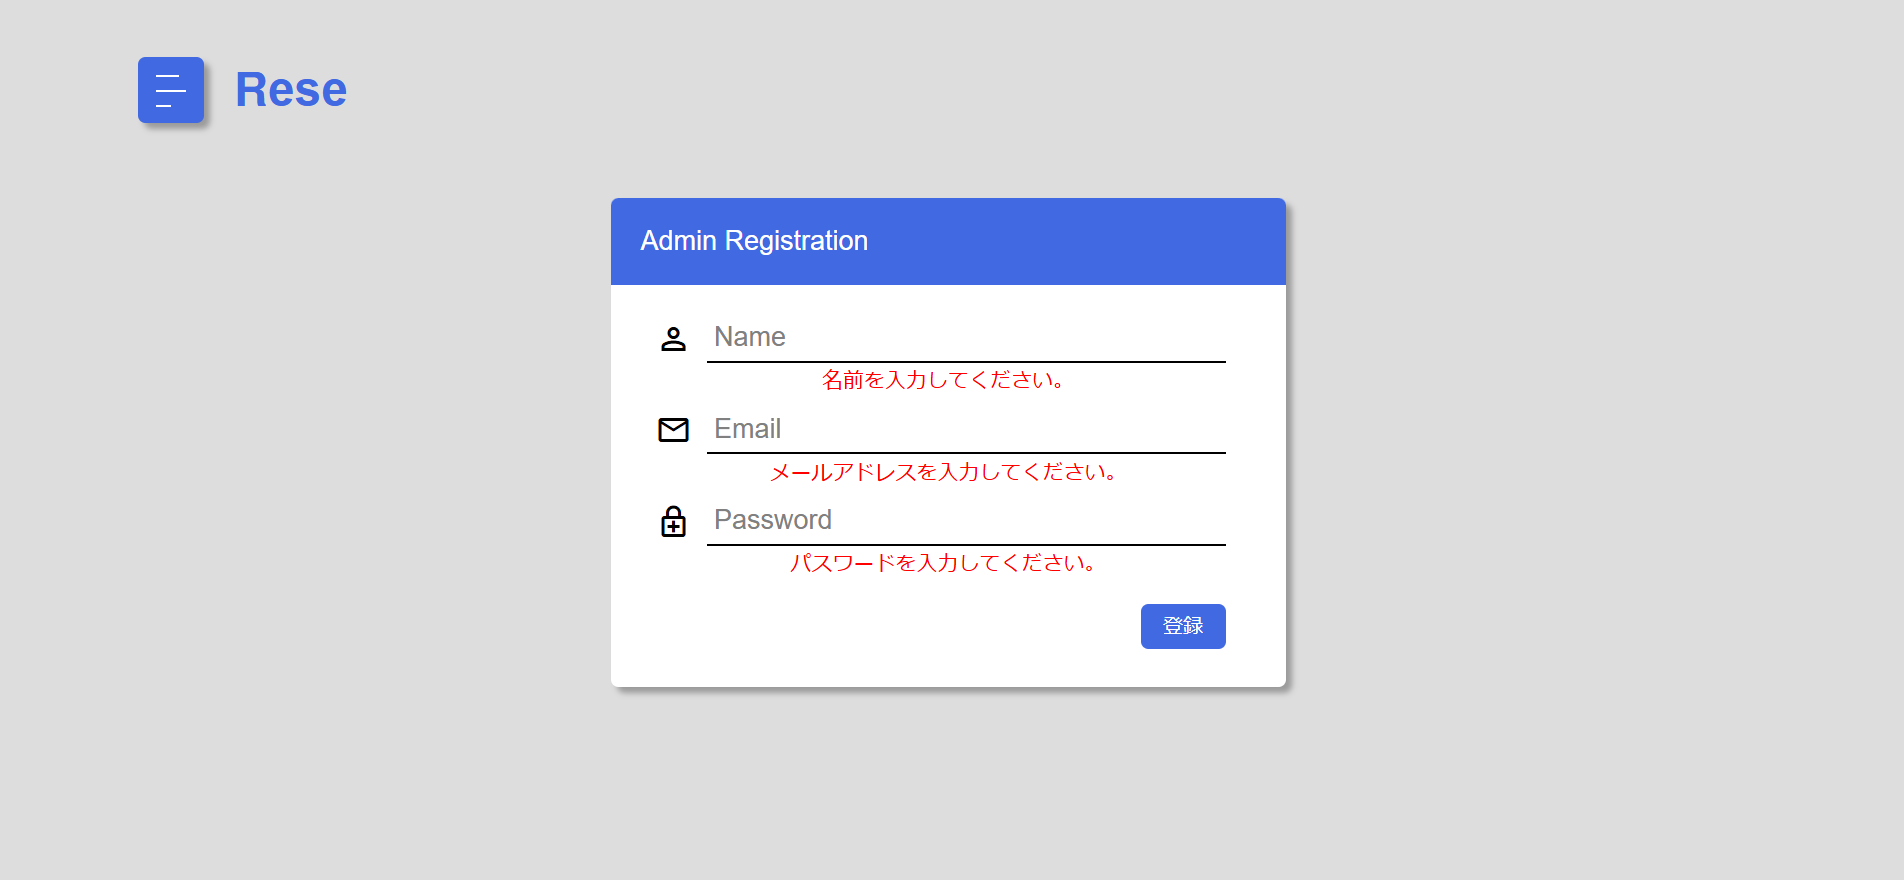 Rese
Admin Registration
Name
名前を入力してください。
Email
メールアドレスを入力してください。
Password
パスワードを入力してください。
登録